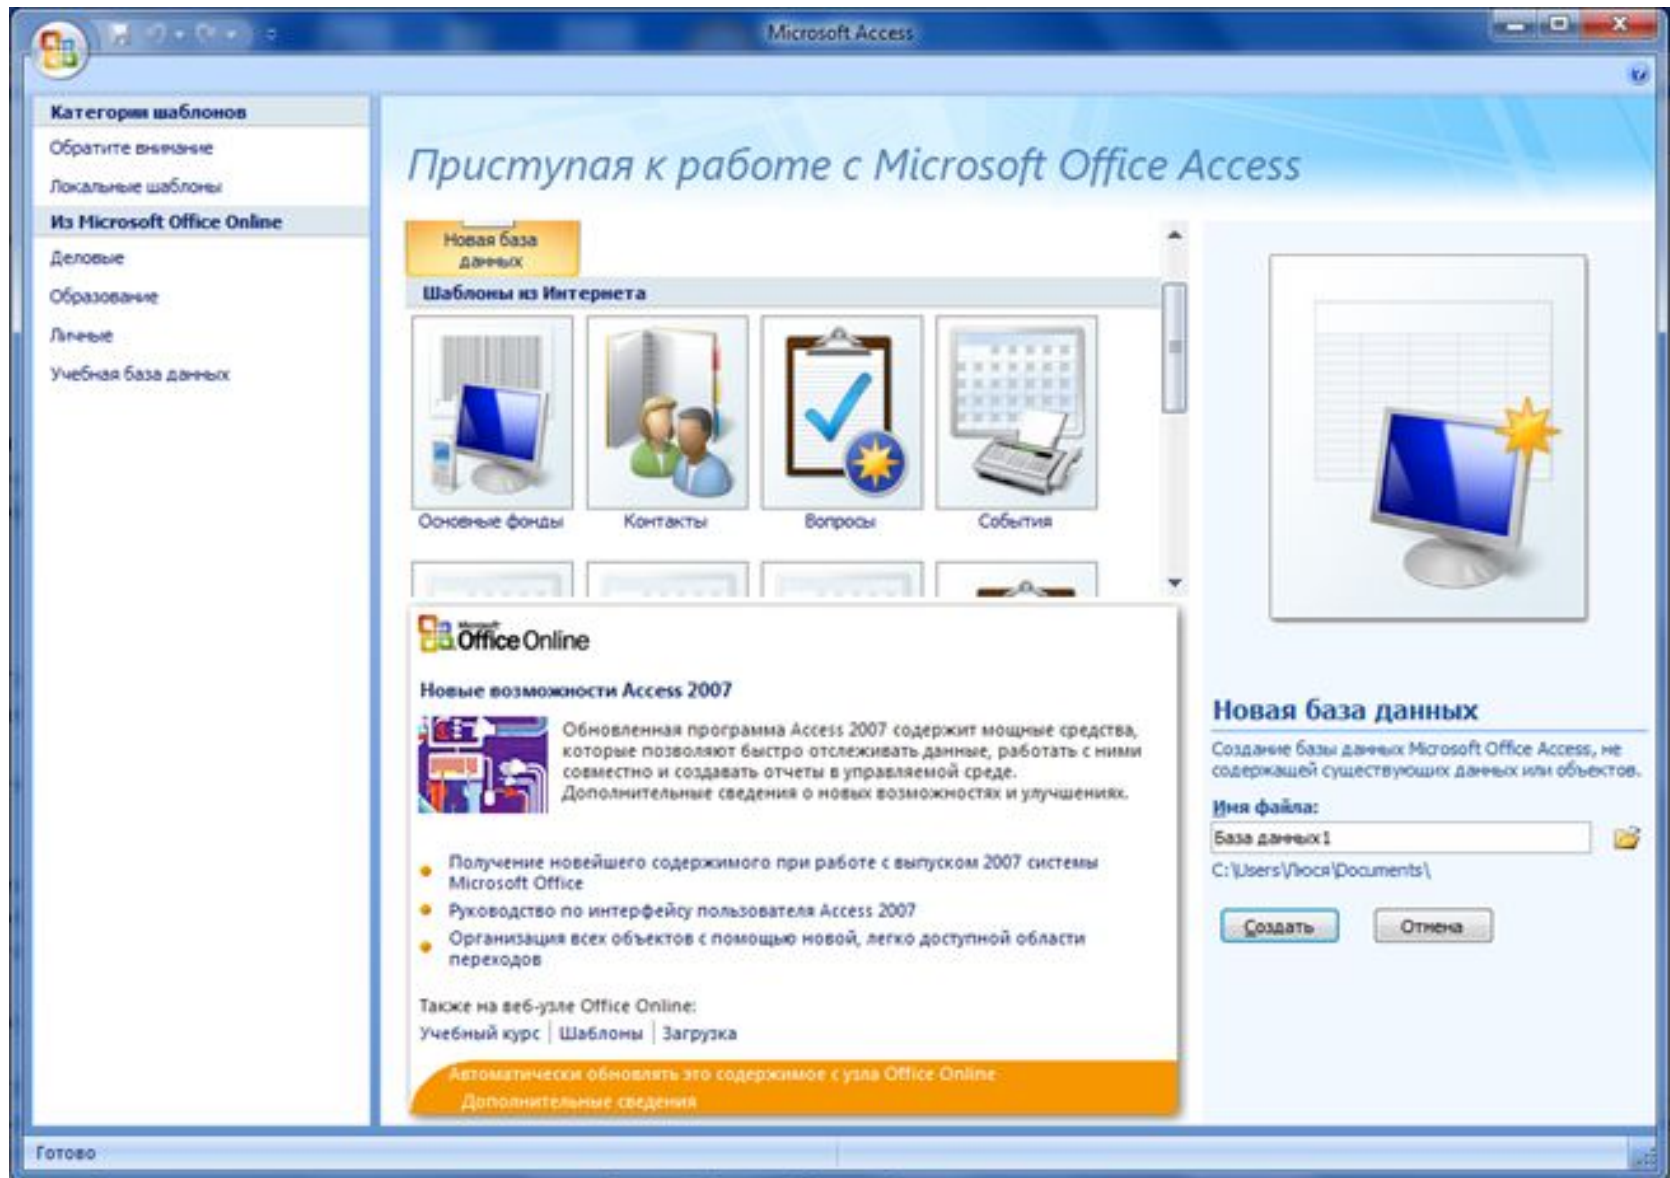 Microsoft Access
Категории шаблонов
Обратите внимание
Локальные шаблоны
Из Microsoft Office Online
Деловые
Образование
Личные
Учебная база данных
Приступая к работе с Microsoft Office Access
Новая база
данных
Шаблоны из Интернета
Основные фонды
Контакты
Вопросы
События
Microsoft
Office Online
Новые возможности Access 2007
Обновленная программа Access 2007 содержит мощные средства,
которые позволяют быстро отслеживать данные, работать с ними
совместно и создавать отчеты в управляемой среде.
Дополнительные сведения о новых возможностях и улучшениях.
Получение новейшего содержимого при работе с выпуском 2007 системы
Microsoft Office
Руководство по интерфейсу пользователя Access 2007
Организация всех объектов с помощью новой, легко доступной области
переходов
Также на веб-узле Office Online:
Учебный курс | Шаблоны | Загрузка
Автоматически обновлять это содержимое с узла Office Online
Дополнительные сведения
Новая база данных
Создание базы данных Microsoft Office Access, не
содержащей существующих данных или объектов.
Имя файла:
База данных1
C:\Users\Люся\Documents\
Создать
Отмена
Готово